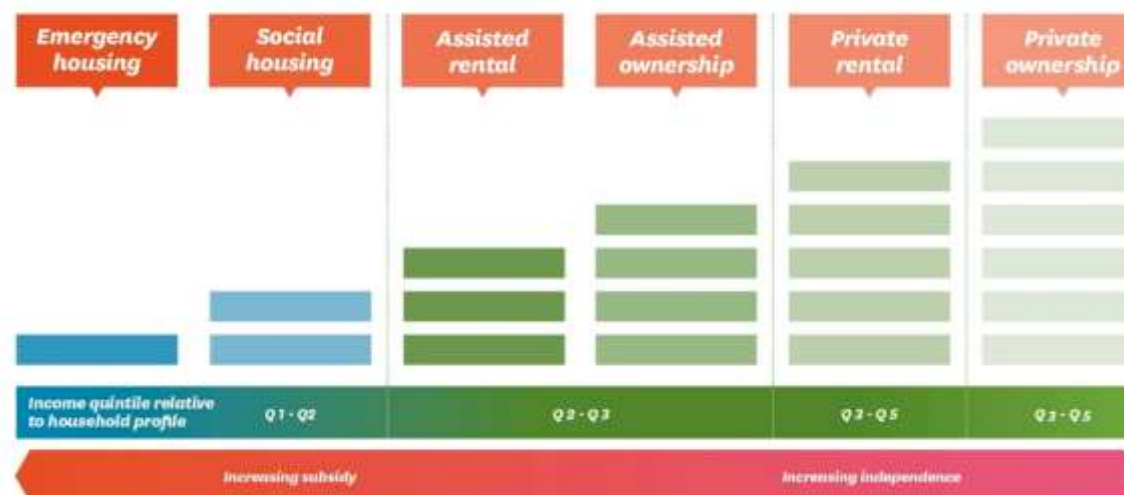 Emergency
housing
Social
housing
Assisted
rental
Assisted
ownership
Private
rental
Private
ownership
Income quintile relative
to household profile
Q1 - Q2
Q2 - Q3
Q3 - Q5
Q3 - Q5
Increasing subsidy
Increasing independence